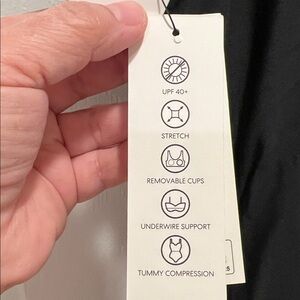 UPF 40+
STRETCH
REMOVABLE CUPS
UNDERWIRE SUPPORT
TUMMY COMPRESSION